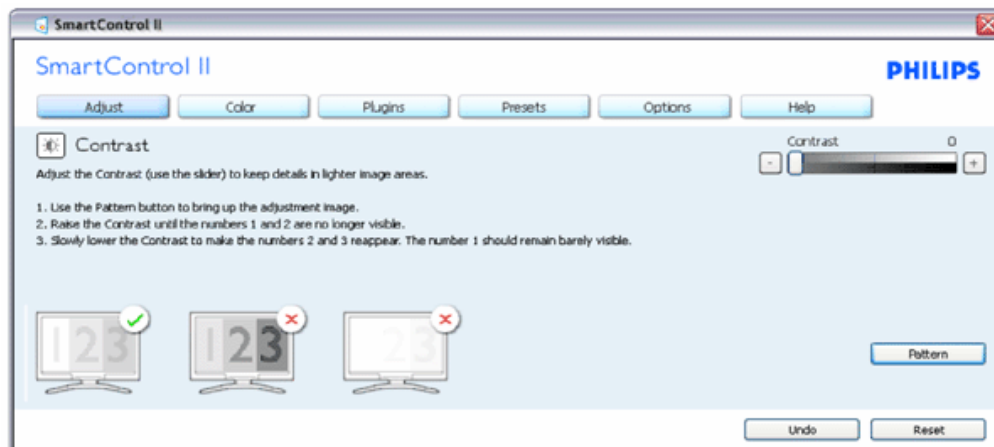 SmartControl II
SmartControl II
PHILIPS
Adjust Color Plugins Presets Options Help
Contrast
Contrast 0
- +
Adjust the Contrast (use the slider) to keep details in lighter image areas.
1. Use the Pattern button to bring up the adjustment image.
2. Raise the Contrast until the numbers 1 and 2 are no longer visible.
3. Slowly lower the Contrast to make the numbers 2 and 3 reappear. The number 1 should remain barely visible.
123 123 23
Pattern
Undo Reset